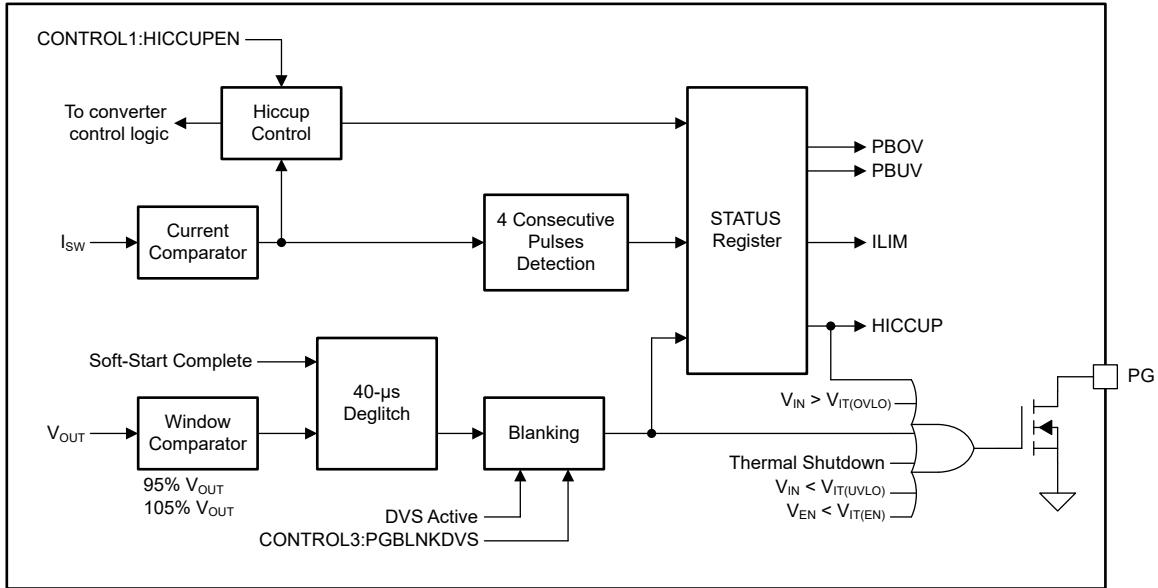 CONTROL1:HICCUPEN
To converter
control logic
Hiccup
Control
PBOV
PBUV
STATUS
Register
I_SW
Current
Comparator
4 Consecutive
Pulses
Detection
ILIM
HICCUP
Soft-Start Complete
40-µs
Deglitch
PG
V_IN > V_IT(OVLO)
V_OUT
Window
Comparator
Blanking
95% V_OUT
105% V_OUT
Thermal Shutdown
V_IN < V_IT(UVLO)
V_EN < V_IT(EN)
DVS Active
CONTROL3:PGBLNKDVS